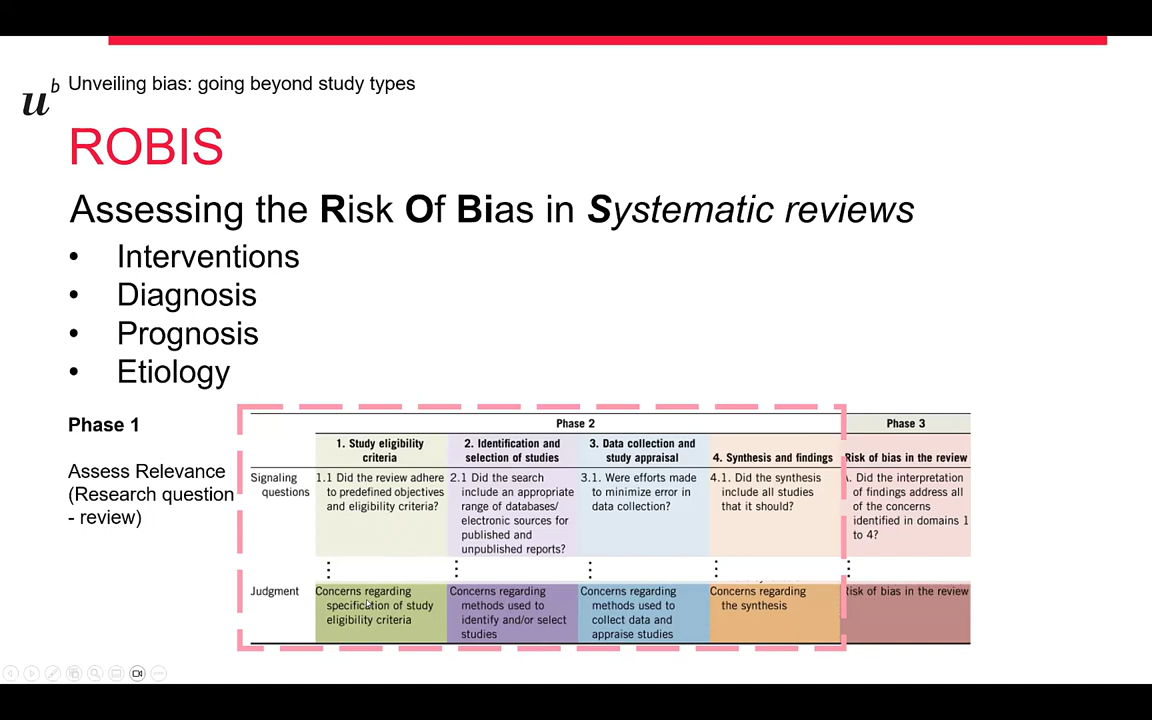 Unveiling bias: going beyond study types
u^b
ROBIS
Assessing the Risk Of Bias in Systematic reviews
• Interventions
• Diagnosis
• Prognosis
• Etiology
Phase 1
Assess Relevance
(Research question
- review)
Phase 2
Phase 3
1. Study eligibility
criteria
2. Identification and
selection of studies
3. Data collection and
study appraisal
4. Synthesis and findings
Risk of bias in the review
Signaling
questions
1.1 Did the review adhere
to predefined objectives
and eligibility criteria?
2.1 Did the search
include an appropriate
range of databases/
electronic sources for
published and
unpublished reports?
3.1. Were efforts made
to minimize error in
data collection?
4.1. Did the synthesis
include all studies
that it should?
. Did the interpretation
of findings address all
of the concerns
identified in domains 1
to 4?
Judgment
Concerns regarding
specification of study
eligibility criteria
Concerns regarding
methods used to
identify and/or select
studies
Concerns regarding
methods used to
collect data and
appraise studies
Concerns regarding
the synthesis
Risk of bias in the review